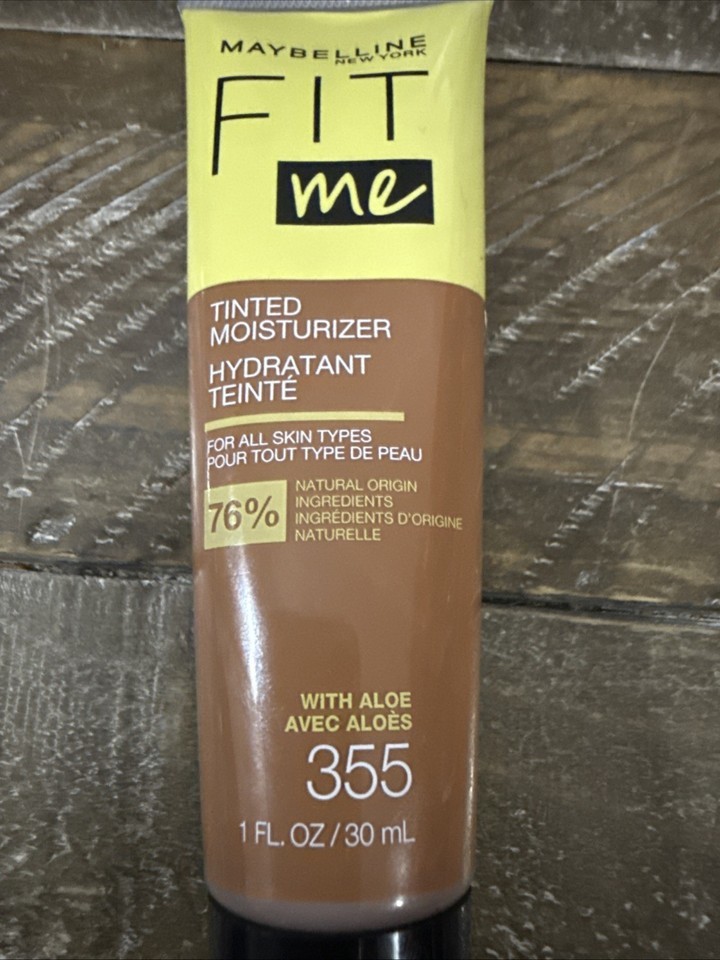 MAYBELLINE
NEW YORK
FIT
me
TINTED
MOISTURIZER
HYDRATANT
TEINTÉ
FOR ALL SKIN TYPES
POUR TOUT TYPE DE PEAU
76%
NATURAL ORIGIN
INGREDIENTS
INGRÉDIENTS D'ORIGINE
NATURELLE
WITH ALOE
AVEC ALOÈS
355
1 FL. OZ / 30 mL